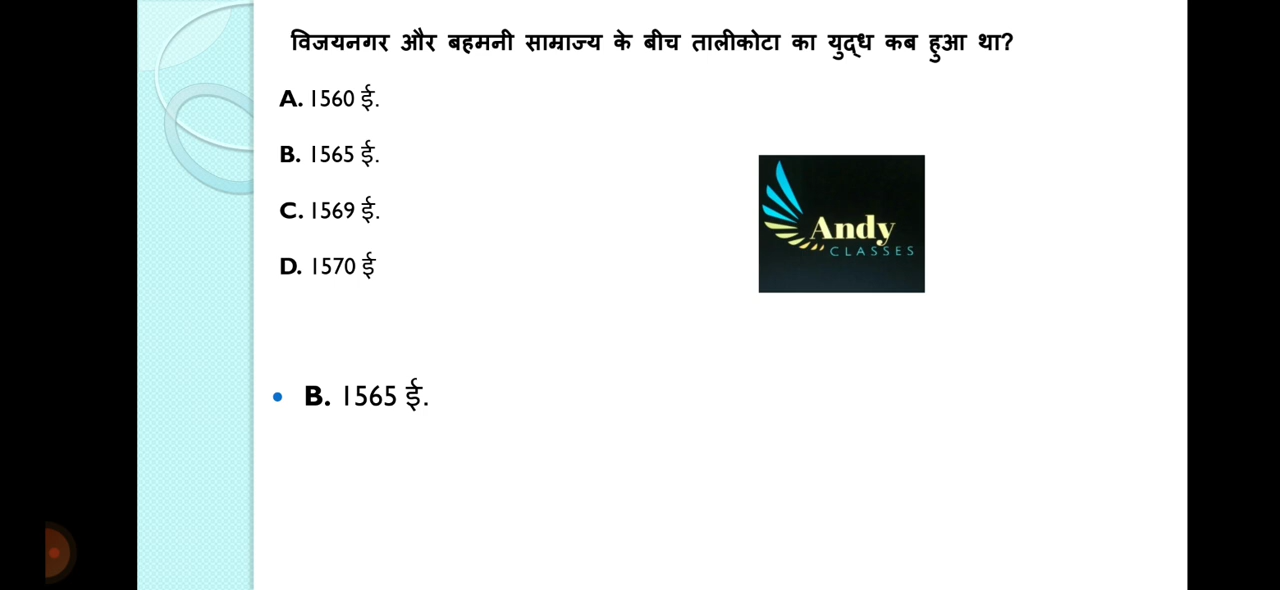 विजयनगर और बहमनी साम्राज्य के बीच तालीकोटा का युद्ध कब हुआ था?
A. 1560 ई.
B. 1565 ई.
C. 1569 ई.
D. 1570 ई
Andy
CLASSES
• B. 1565 ई.